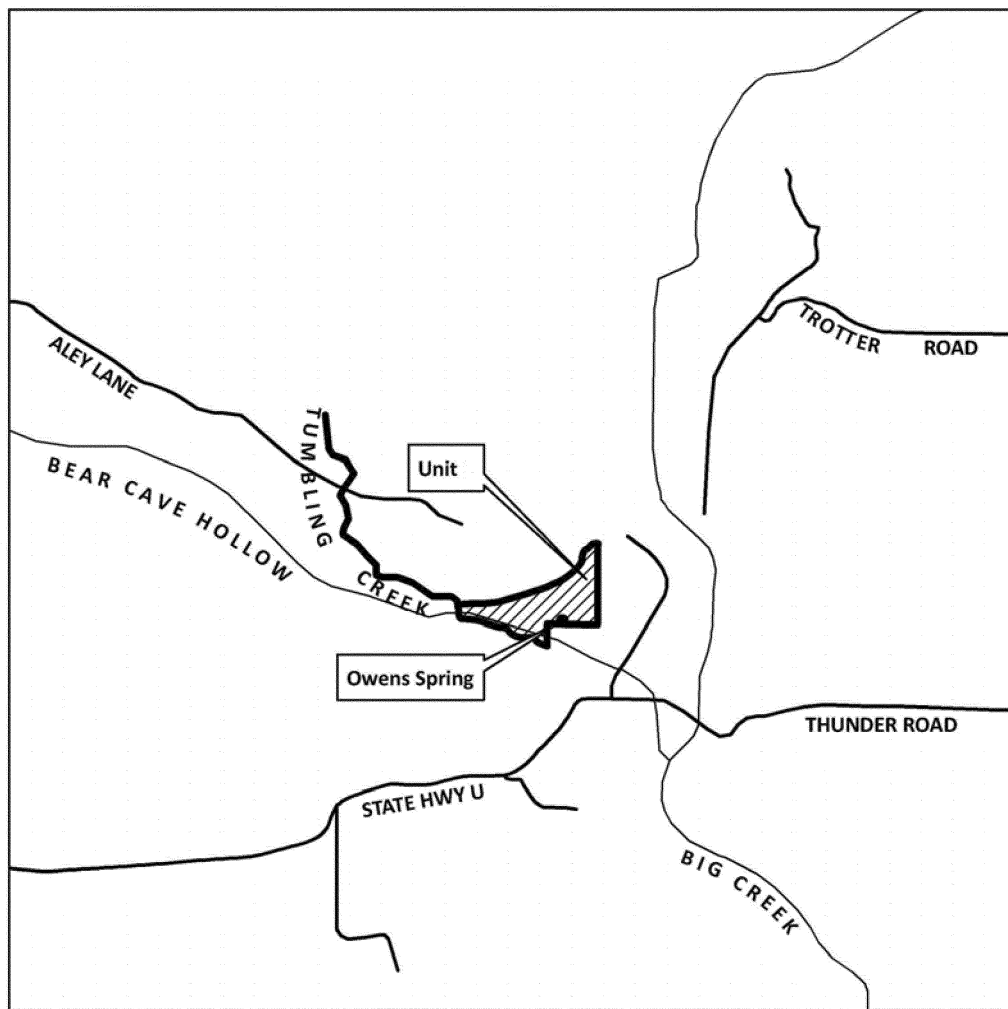 TROTTER ROAD
ALEY LANE
TUMBLING CREEK
Unit
BEAR CAVE HOLLOW
Owens Spring
THUNDER ROAD
STATE HWY U
BIG CREEK